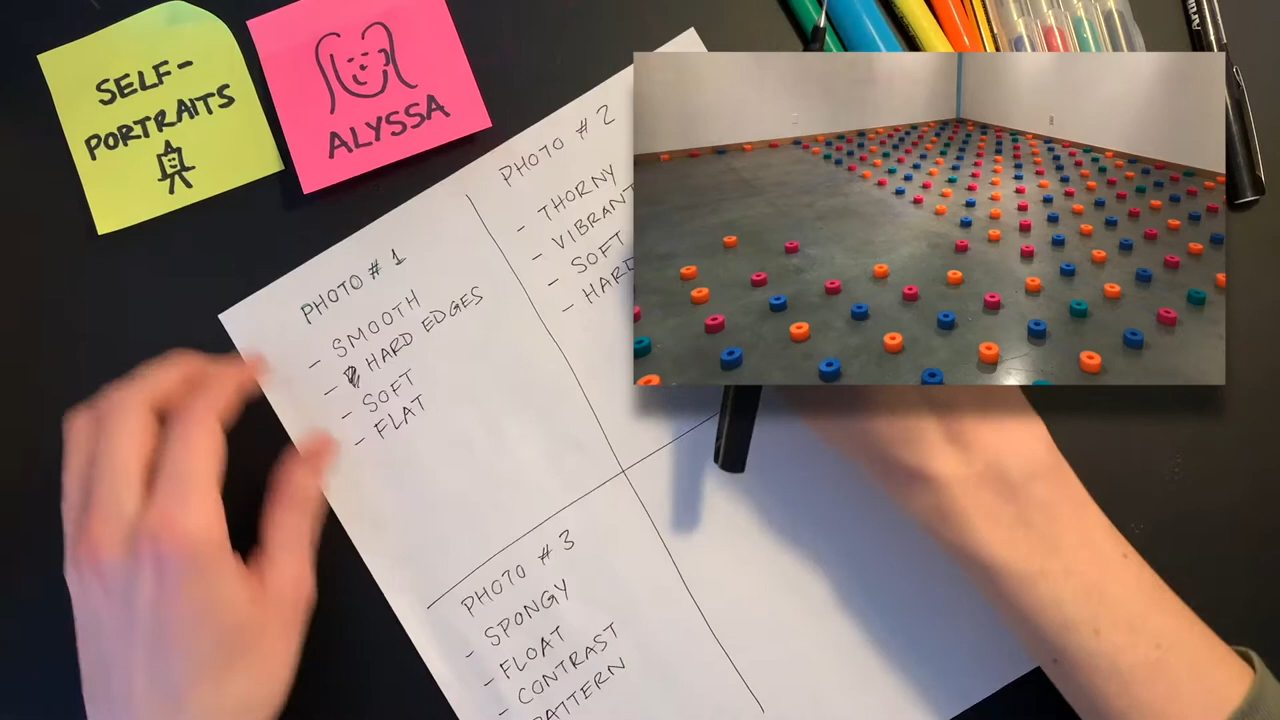 SELF-
PORTRAITS
ALYSSA
PHOTO # 1
- SMOOTH
- HARD EDGES
- SOFT
- FLAT
PHOTO # 2
- THORNY
- VIBRANT
- SOFT
- HARD
PHOTO # 3
- SPONGY
- FLOAT
- CONTRAST
PATTERN